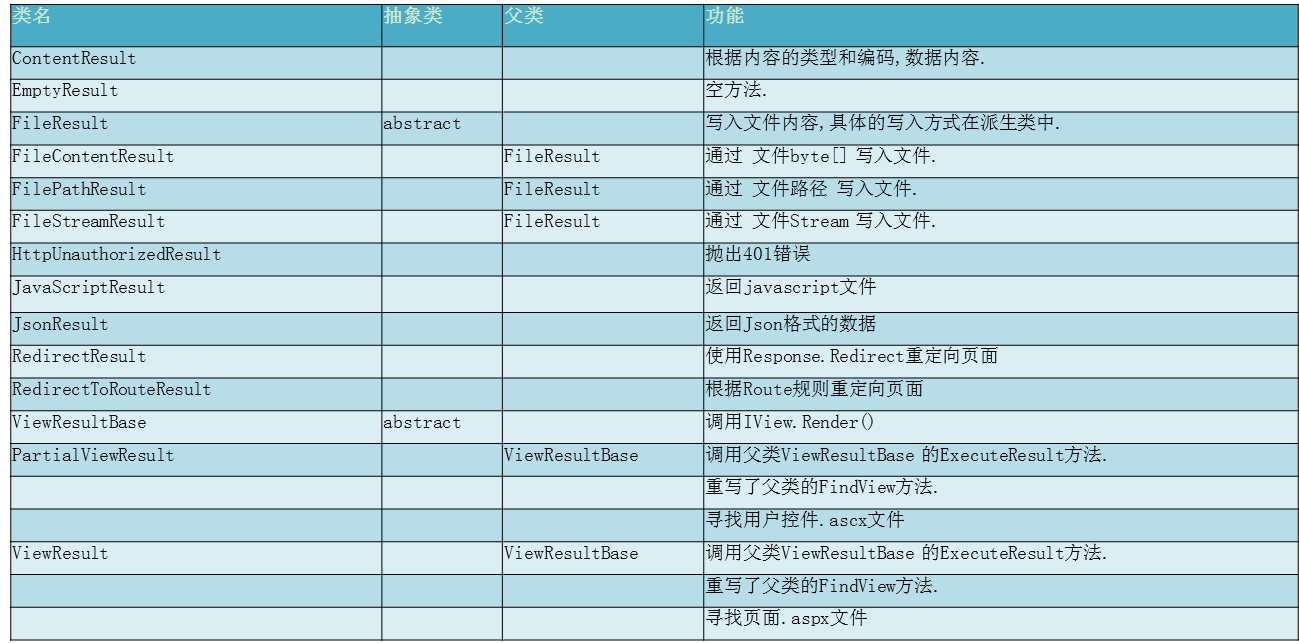 类名 抽象类 父类 功能
ContentResult 根据内容的类型和编码,数据内容.
EmptyResult 空方法.
FileResult abstract 写入文件内容,具体的写入方式在派生类中.
FileContentResult FileResult 通过 文件byte[] 写入文件.
FilePathResult FileResult 通过 文件路径 写入文件.
FileStreamResult FileResult 通过 文件Stream 写入文件.
HttpUnauthorizedResult 抛出401错误
JavaScriptResult 返回javascript文件
JsonResult 返回Json格式的数据
RedirectResult 使用Response.Redirect重定向页面
RedirectToRouteResult 根据Route规则重定向页面
ViewResultBase abstract 调用IView.Render()
PartialViewResult ViewResultBase 调用父类ViewResultBase 的ExecuteResult方法.
重写了父类的FindView方法.
寻找用户控件.ascx文件
ViewResult ViewResultBase 调用父类ViewResultBase 的ExecuteResult方法.
重写了父类的FindView方法.
寻找页面.aspx文件